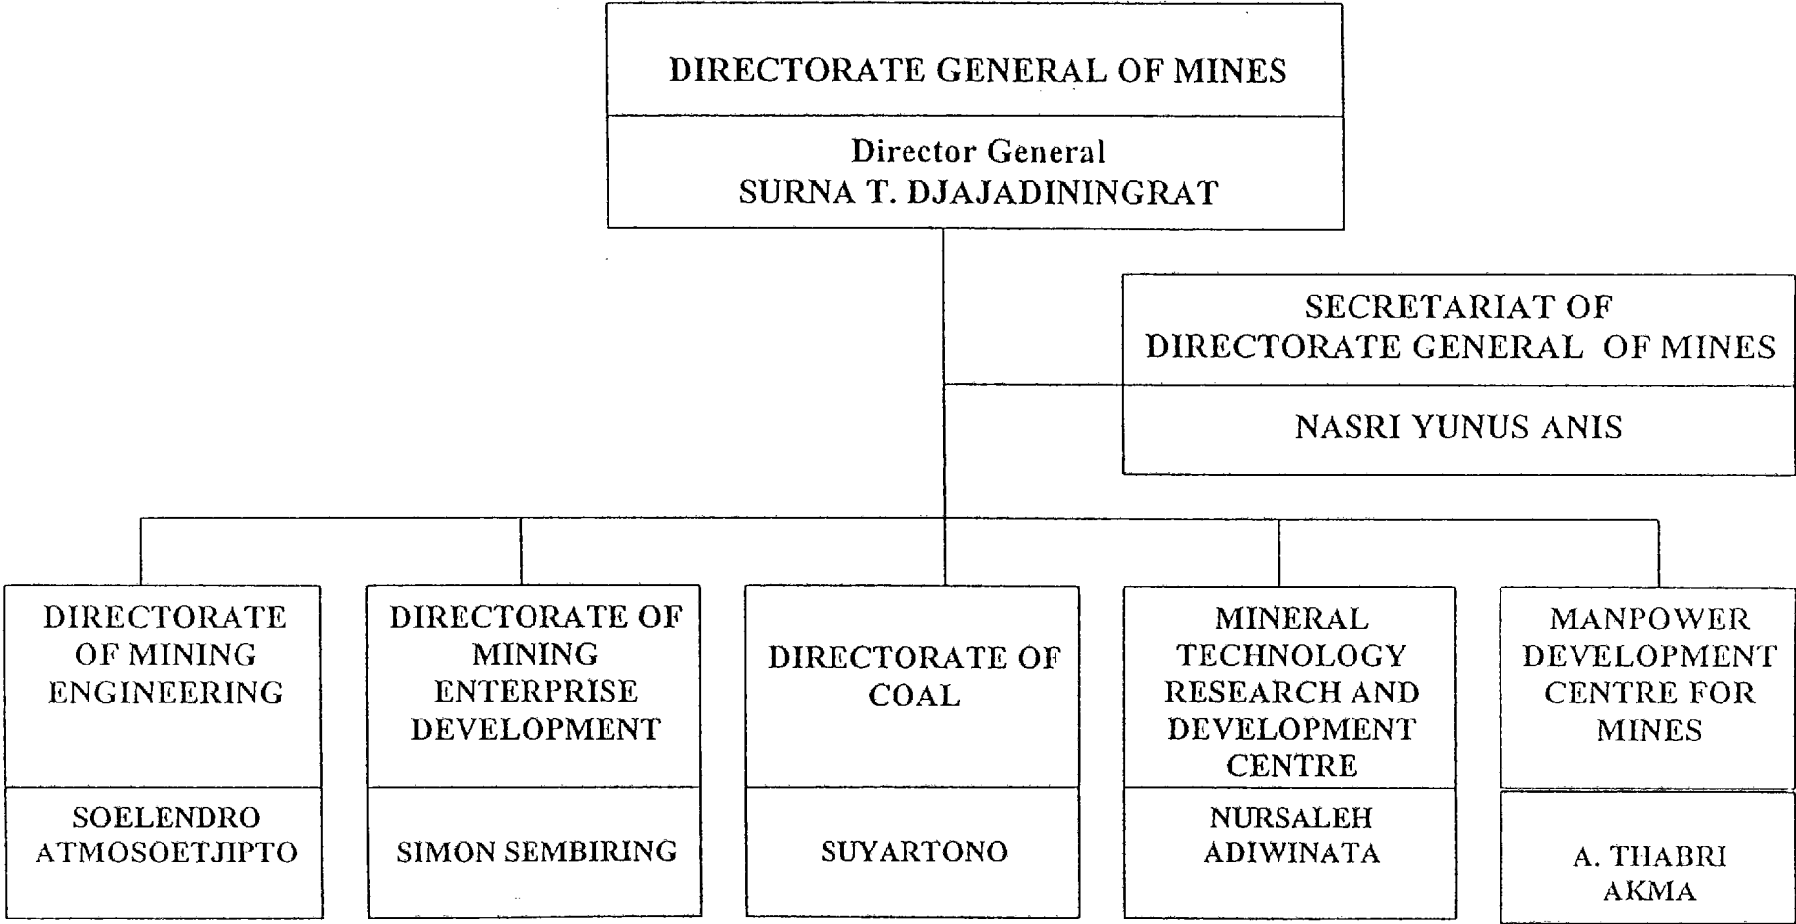 DIRECTORATE GENERAL OF MINES
Director General
SURNA T. DJAJADININGRAT
SECRETARIAT OF
DIRECTORATE GENERAL OF MINES
NASRI YUNUS ANIS
DIRECTORATE
OF MINING
ENGINEERING
SOELENDRO
ATMOSOETJIPTO
DIRECTORATE OF
MINING
ENTERPRISE
DEVELOPMENT
SIMON SEMBIRING
DIRECTORATE OF
COAL
SUYARTONO
MINERAL
TECHNOLOGY
RESEARCH AND
DEVELOPMENT
CENTRE
NURSALEH
ADIWINATA
MANPOWER
DEVELOPMENT
CENTRE FOR
MINES
A. THABRI
AKMA